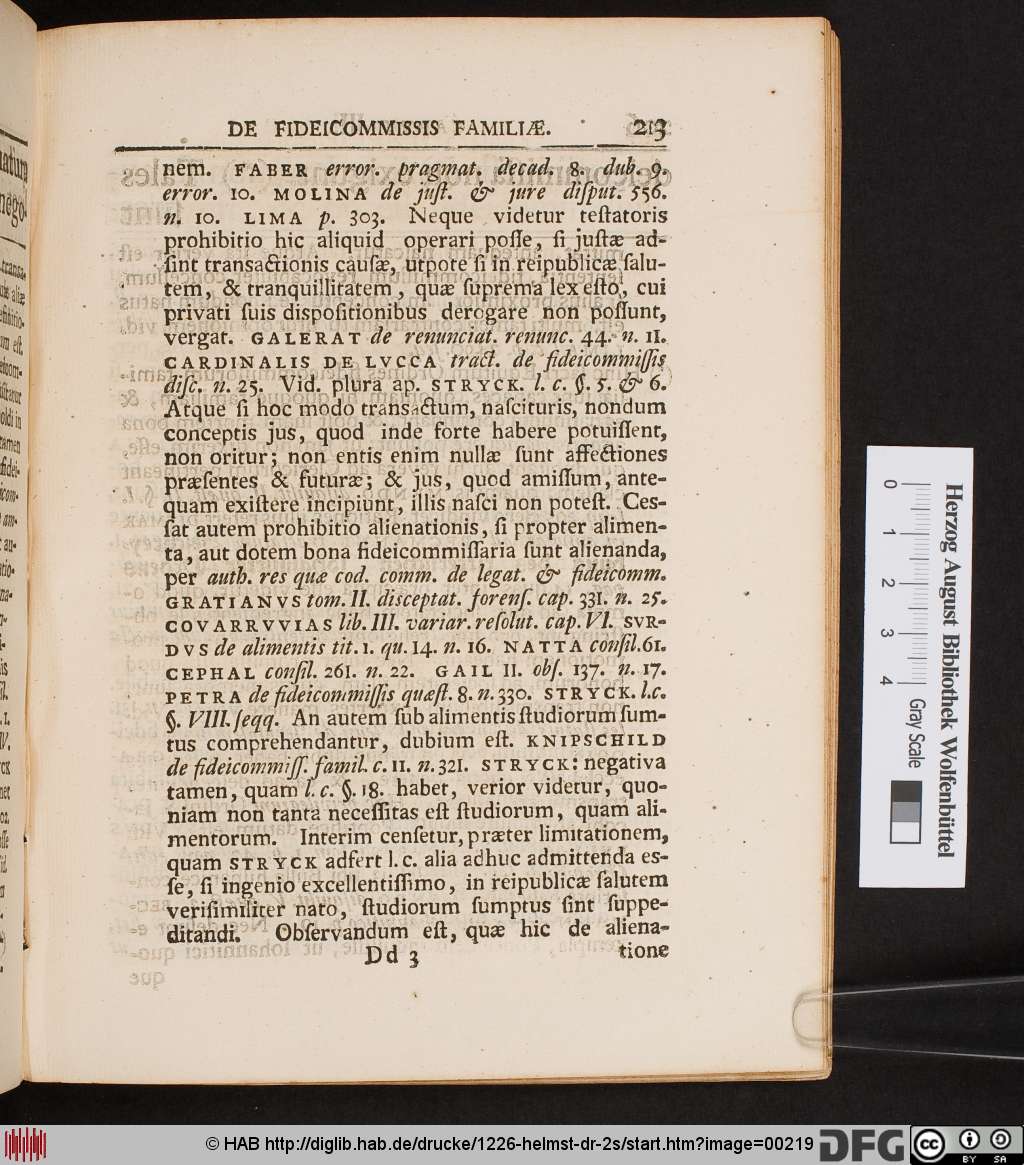 DE FIDEICOMMISSIS FAMILIÆ. 213
nem. FABER error. pragmat. decad. 8. dub. 9.
error. 10. MOLINA de juſt. & jure diſput. 556.
n. 10. LIMA p. 303. Neque videtur teſtatoris
prohibitio hic aliquid operari poſſe, ſi juſtæ ad-
ſint transactionis cauſæ, utpote ſi in reipublicæ ſalu-
tem, & tranquillitatem, quæ ſuprema lex eſto, cui
privati ſuis diſpoſitionibus derogare non poſſunt,
vergat. GALERAT de renunciat. renunc. 44. n. 11.
CARDINALIS DE LVCCA tract. de fideicommiſſis
diſc. n. 25. Vid. plura ap. STRYCK. l. c. §. 5. & 6.
Atque ſi hoc modo transactum, naſcituris, nondum
conceptis jus, quod inde forte habere potuiſſent,
non oritur; non entis enim nullæ ſunt affectiones
præſentes & futuræ; & jus, quod amiſſum, ante-
quam exiſtere incipiunt, illis naſci non poteſt. Ceſ-
ſat autem prohibitio alienationis, ſi propter alimen-
ta, aut dotem bona fideicommiſſaria ſunt alienanda,
per auth. res quæ cod. comm. de legat. & fideicomm.
GRATIANVS tom. II. disceptat. forenſ. cap. 331. n. 25.
COVARRVVIAS lib. III. variar. reſolut. cap. VI. SVR-
DVS de alimentis tit. 1. qu. 14. n. 16. NATTA conſil. 61.
CEPHAL conſil. 261. n. 22. GAIL II. obſ. 137. n. 17.
PETRA de fideicommiſſis quæſt. 8. n. 330. STRYCK. l.c.
§. VIII. ſeqq. An autem ſub alimentis ſtudiorum ſum-
tus comprehendantur, dubium eſt. KNIPSCHILD
de fideicommiſſ. famil. c. 11. n. 321. STRYCK: negativa
tamen, quam l. c. §. 18. habet, verior videtur, quo-
niam non tanta neceſſitas eſt ſtudiorum, quam ali-
mentorum. Interim cenſetur, præter limitationem,
quam STRYCK adfert l. c. alia adhuc admittenda eſ-
ſe, ſi ingenio excellentiſſimo, in reipublicæ ſalutem
veriſimiliter nato, ſtudiorum ſumptus ſint ſuppe-
ditandi. Obſervandum eſt, quæ hic de aliena-
Dd 3 tione
Herzog August Bibliothek Wolfenbüttel
0 1 2 3 4 Gray Scale
© HAB http://diglib.hab.de/drucke/1226-helmst-dr-2s/start.htm?image=00219 DFG cc BY SA